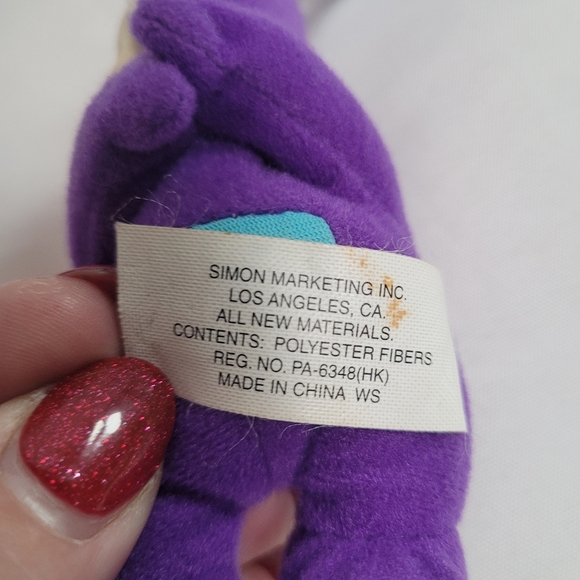 SIMON MARKETING INC.
LOS ANGELES, CA.
ALL NEW MATERIALS.
CONTENTS: POLYESTER FIBERS
REG. NO. PA-6348(HK)
MADE IN CHINA WS